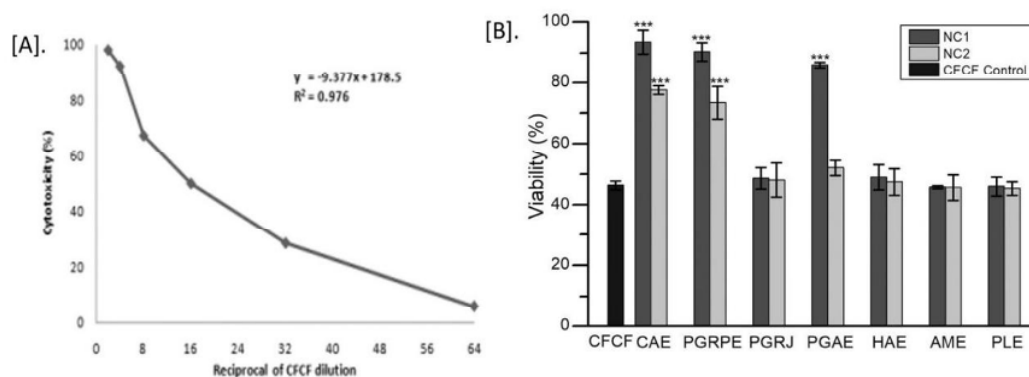 [A].
100
80
60
40
20
0
Cytotoxicity (%)
y = -9.377x+178.5
R² = 0.976
0 8 16 24 32 40 48 56 64
Reciprocal of CFCF dilution
[B].
100
80
60
40
20
0
Viability (%)
*** *** ***
*** ***
NC1
NC2
CFCF Control
CFCF CAE PGRPE PGRJ PGAE HAE AME PLE